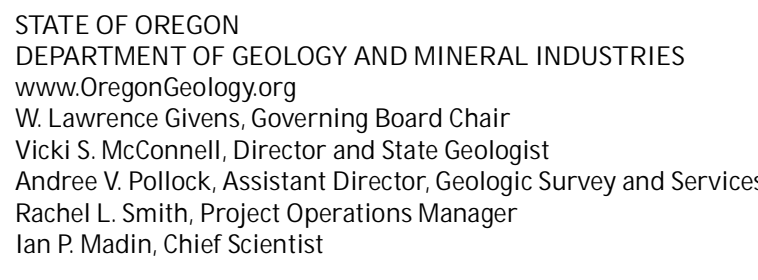 STATE OF OREGON
DEPARTMENT OF GEOLOGY AND MINERAL INDUSTRIES
www.OregonGeology.org
W. Lawrence Givens, Governing Board Chair
Vicki S. McConnell, Director and State Geologist
Andree V. Pollock, Assistant Director, Geologic Survey and Services
Rachel L. Smith, Project Operations Manager
Ian P. Madin, Chief Scientist